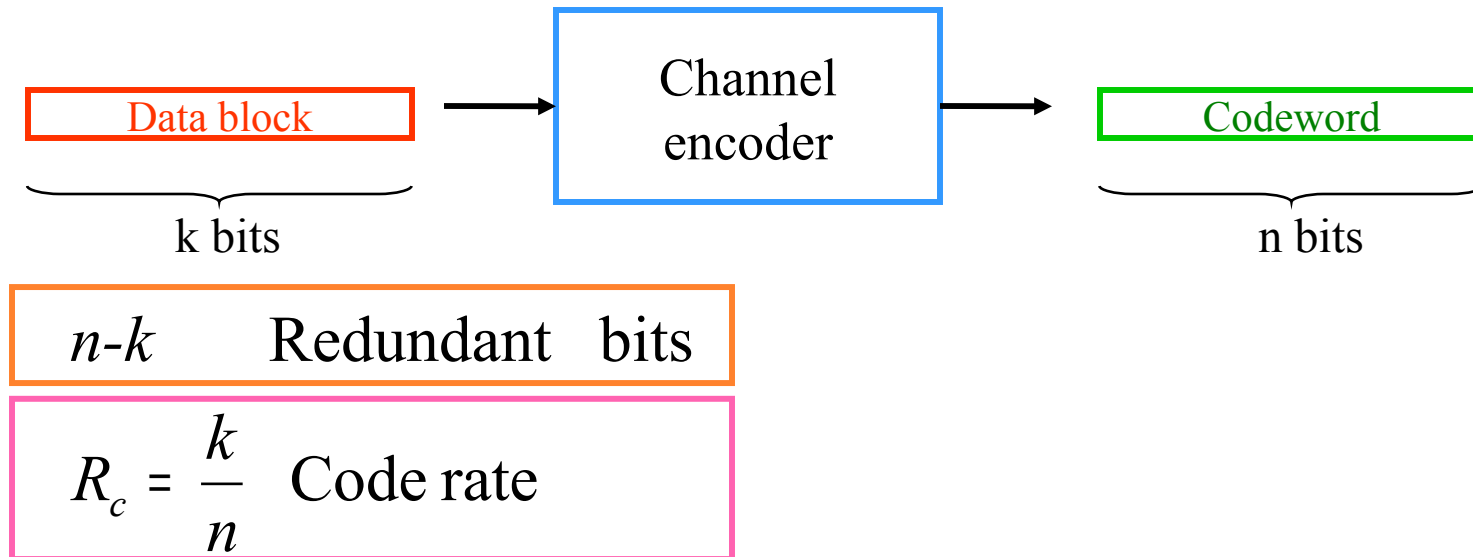 Data block
Channel
encoder
Codeword
k bits
n bits
n-k Redundant bits
R_c = k/n Code rate